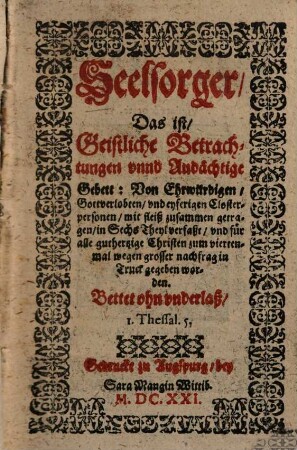 Seelsorger/
Das ist/
Geistliche Betrach-
tungen vnnd Andächtige
Gebett: Von Ehrwürdigen/
Gottverlobten/ vnd eyferigen Closter-
personen/ mit fleiß zusammen getra-
gen/ in Sechs Theyl verfaßt/ vnd für
alle guthertzige Christen zum vierten-
mal wegen grosser nachfrag in
Truck gegeben wor-
den.
Bettet ohn vnderlaß/
1. Thessal. 5.
Getruckt zu Augspurg/ bey
Sara Mangin Wittib.
M. DC. XXI.